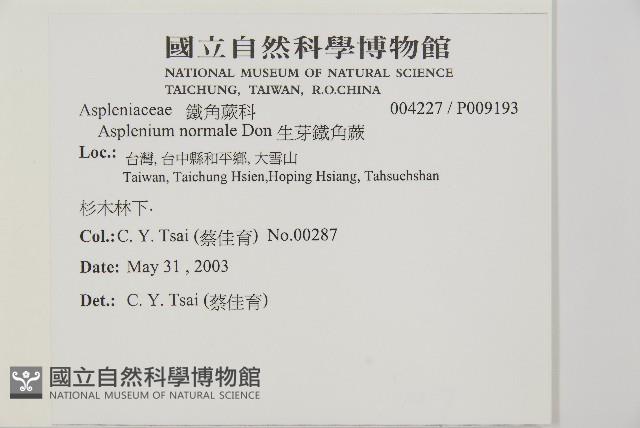 國立自然科學博物館
NATIONAL MUSEUM OF NATURAL SCIENCE
TAICHUNG, TAIWAN, R.O.CHINA
Aspleniaceae 鐵角蕨科 004227 / P009193
Asplenium normale Don 生芽鐵角蕨
Loc.: 台灣, 台中縣和平鄉, 大雪山
Taiwan, Taichung Hsien,Hoping Hsiang, Tahsuchshan
杉木林下.
Col.: C. Y. Tsai (蔡佳育) No.00287
Date: May 31 , 2003
Det.: C. Y. Tsai (蔡佳育)
國立自然科學博物館
NATIONAL MUSEUM OF NATURAL SCIENCE